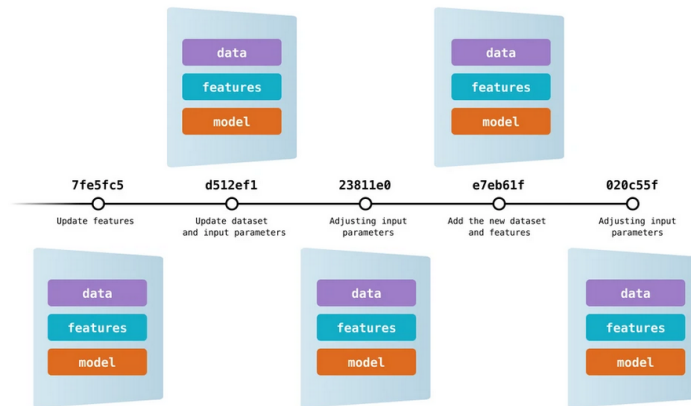 data
features
model
data
features
model
7fe5fc5
d512ef1
23811e0
e7eb61f
020c55f
Update features
Update dataset
and input parameters
Adjusting input
parameters
Add the new dataset
and features
Adjusting input
parameters
data
features
model
data
features
model
data
features
model